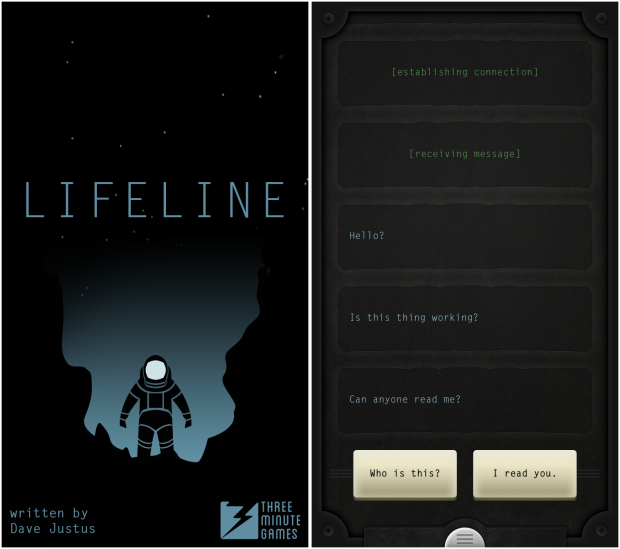 LIFELINE
written by
Dave Justus
THREE
MINUTE
GAMES
[establishing connection]
[receiving message]
Hello?
Is this thing working?
Can anyone read me?
Who is this?
I read you.